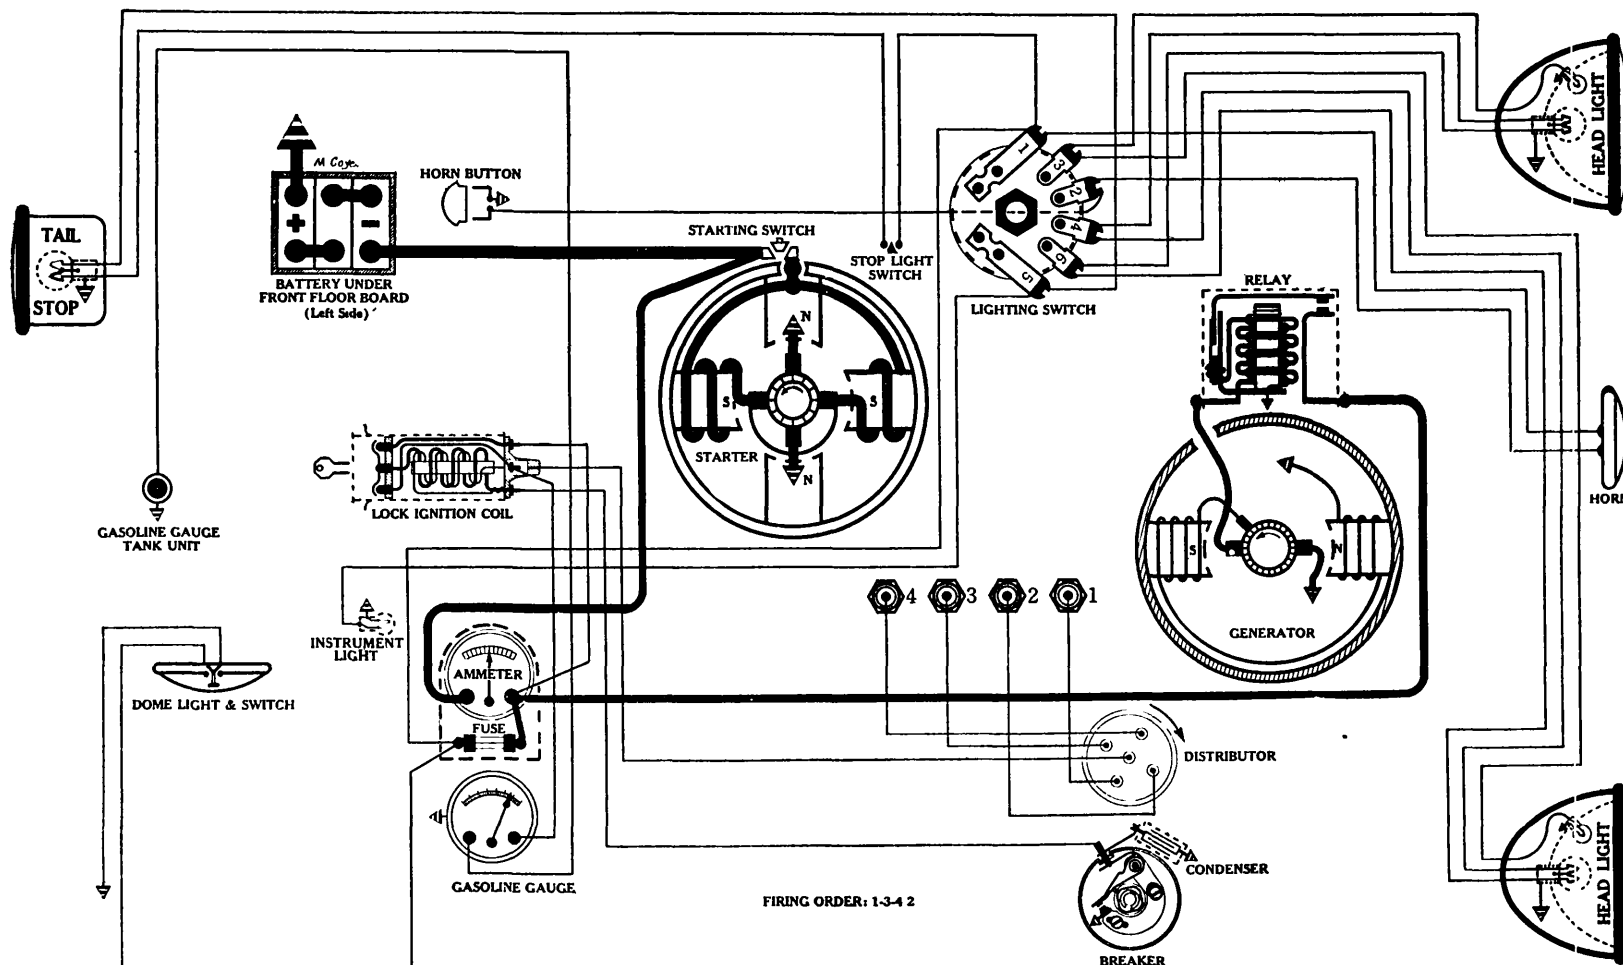 TAIL
STOP
M Coye.
+
BATTERY UNDER
FRONT FLOOR BOARD
(Left Side)
HORN BUTTON
STARTING SWITCH
STOP LIGHT
SWITCH
1
3
2
4
6
5
LIGHTING SWITCH
RELAY
HEAD LIGHT
N
S
S
N
STARTER
LOCK IGNITION COIL
GASOLINE GAUGE
TANK UNIT
HORN
S
N
GENERATOR
4
3
2
1
INSTRUMENT
LIGHT
DOME LIGHT & SWITCH
AMMETER
FUSE
DISTRIBUTOR
GASOLINE GAUGE
CONDENSER
FIRING ORDER: 1-3-4 2
BREAKER
HEAD LIGHT